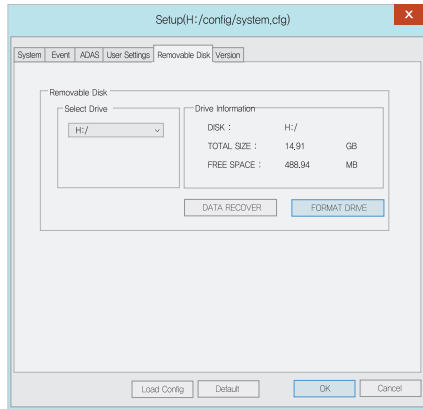 Setup(H:/config/system.cfg)
X
System Event ADAS User Settings Removable Disk Version
Removable Disk
Select Drive
H:/
Drive Information
DISK : H:/
TOTAL SIZE : 14.91 GB
FREE SPACE : 488.94 MB
DATA RECOVER FORMAT DRIVE
Load Config Default OK Cancel